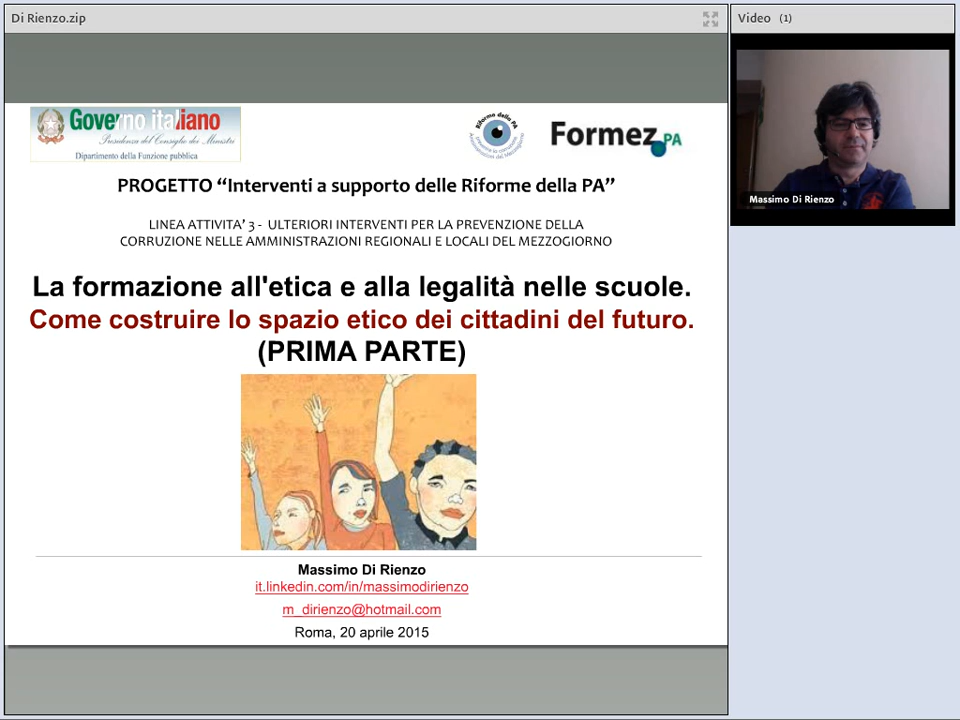 Di Rienzo.zip
Video (1)
Governo italiano
Presidenza del Consiglio dei Ministri
Dipartimento della Funzione pubblica
Riforma della PA
Formez PA
Massimo Di Rienzo
PROGETTO “Interventi a supporto delle Riforme della PA”
LINEA ATTIVITA’ 3 - ULTERIORI INTERVENTI PER LA PREVENZIONE DELLA
CORRUZIONE NELLE AMMINISTRAZIONI REGIONALI E LOCALI DEL MEZZOGIORNO
La formazione all'etica e alla legalità nelle scuole.
Come costruire lo spazio etico dei cittadini del futuro.
(PRIMA PARTE)
Massimo Di Rienzo
it.linkedin.com/in/massimodirienzo
m_dirienzo@hotmail.com
Roma, 20 aprile 2015